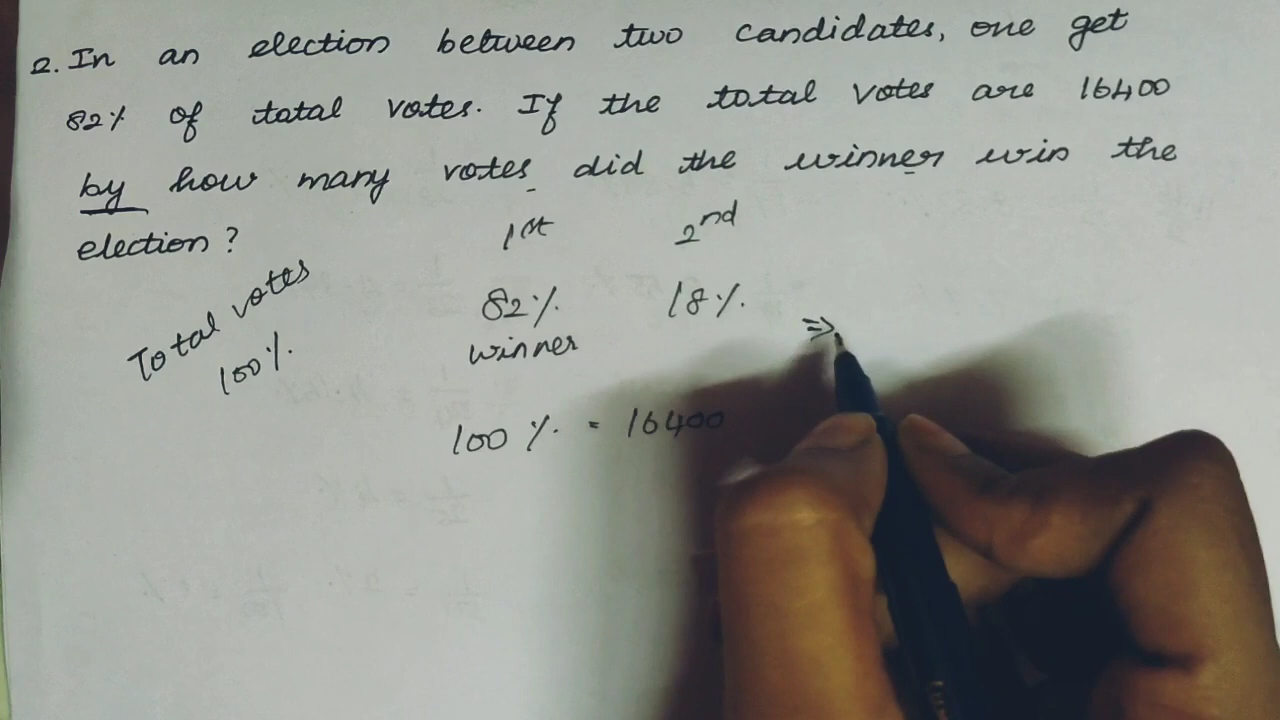 2. In an election between two candidates, one get
82% of total votes. If the total votes are 16400
by how many votes did the winner win the
election?
1st 2nd
Total votes
100%
82% 18% ⇒
winner
100% = 16400